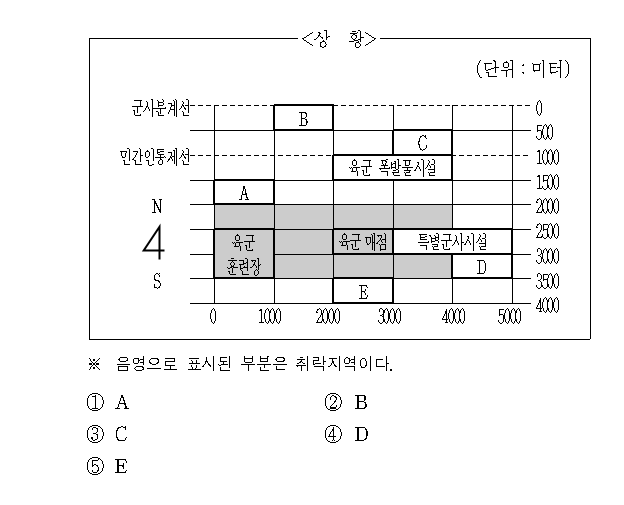 <상 황>
(단위 : 미터)
군사분계선
B
0
500
C
민간인통제선
1000
육군 폭발물시설
1500
A
N
2000
2500
육군
훈련장
육군 매점
특별군사시설
3000
S
D
3500
E
4000
0 1000 2000 3000 4000 5000
※ 음영으로 표시된 부분은 취락지역이다.
① A ② B
③ C ④ D
⑤ E